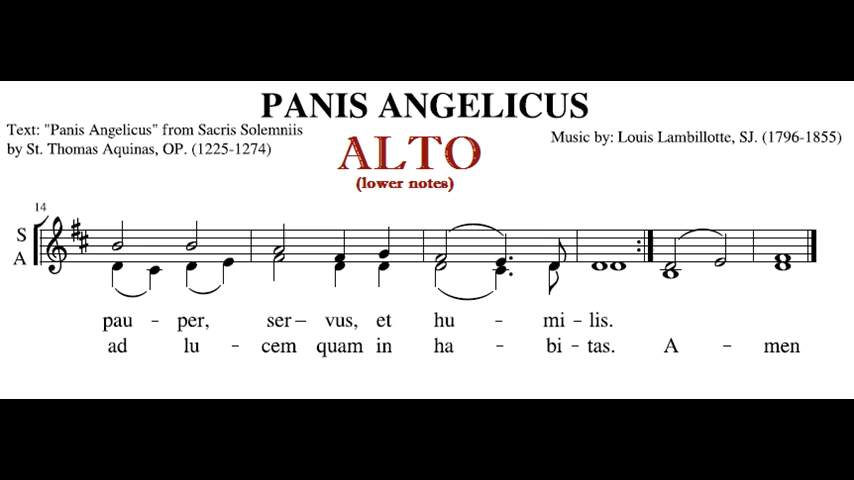 PANIS ANGELICUS
Text: "Panis Angelicus" from Sacris Solemniis
by St. Thomas Aquinas, OP. (1225-1274)
ALTO
(lower notes)
Music by: Louis Lambillotte, SJ. (1796-1855)
14
S
A
pau - per, ser – vus, et hu - mi – lis.
ad lu - cem quam in ha - bi – tas. A - men